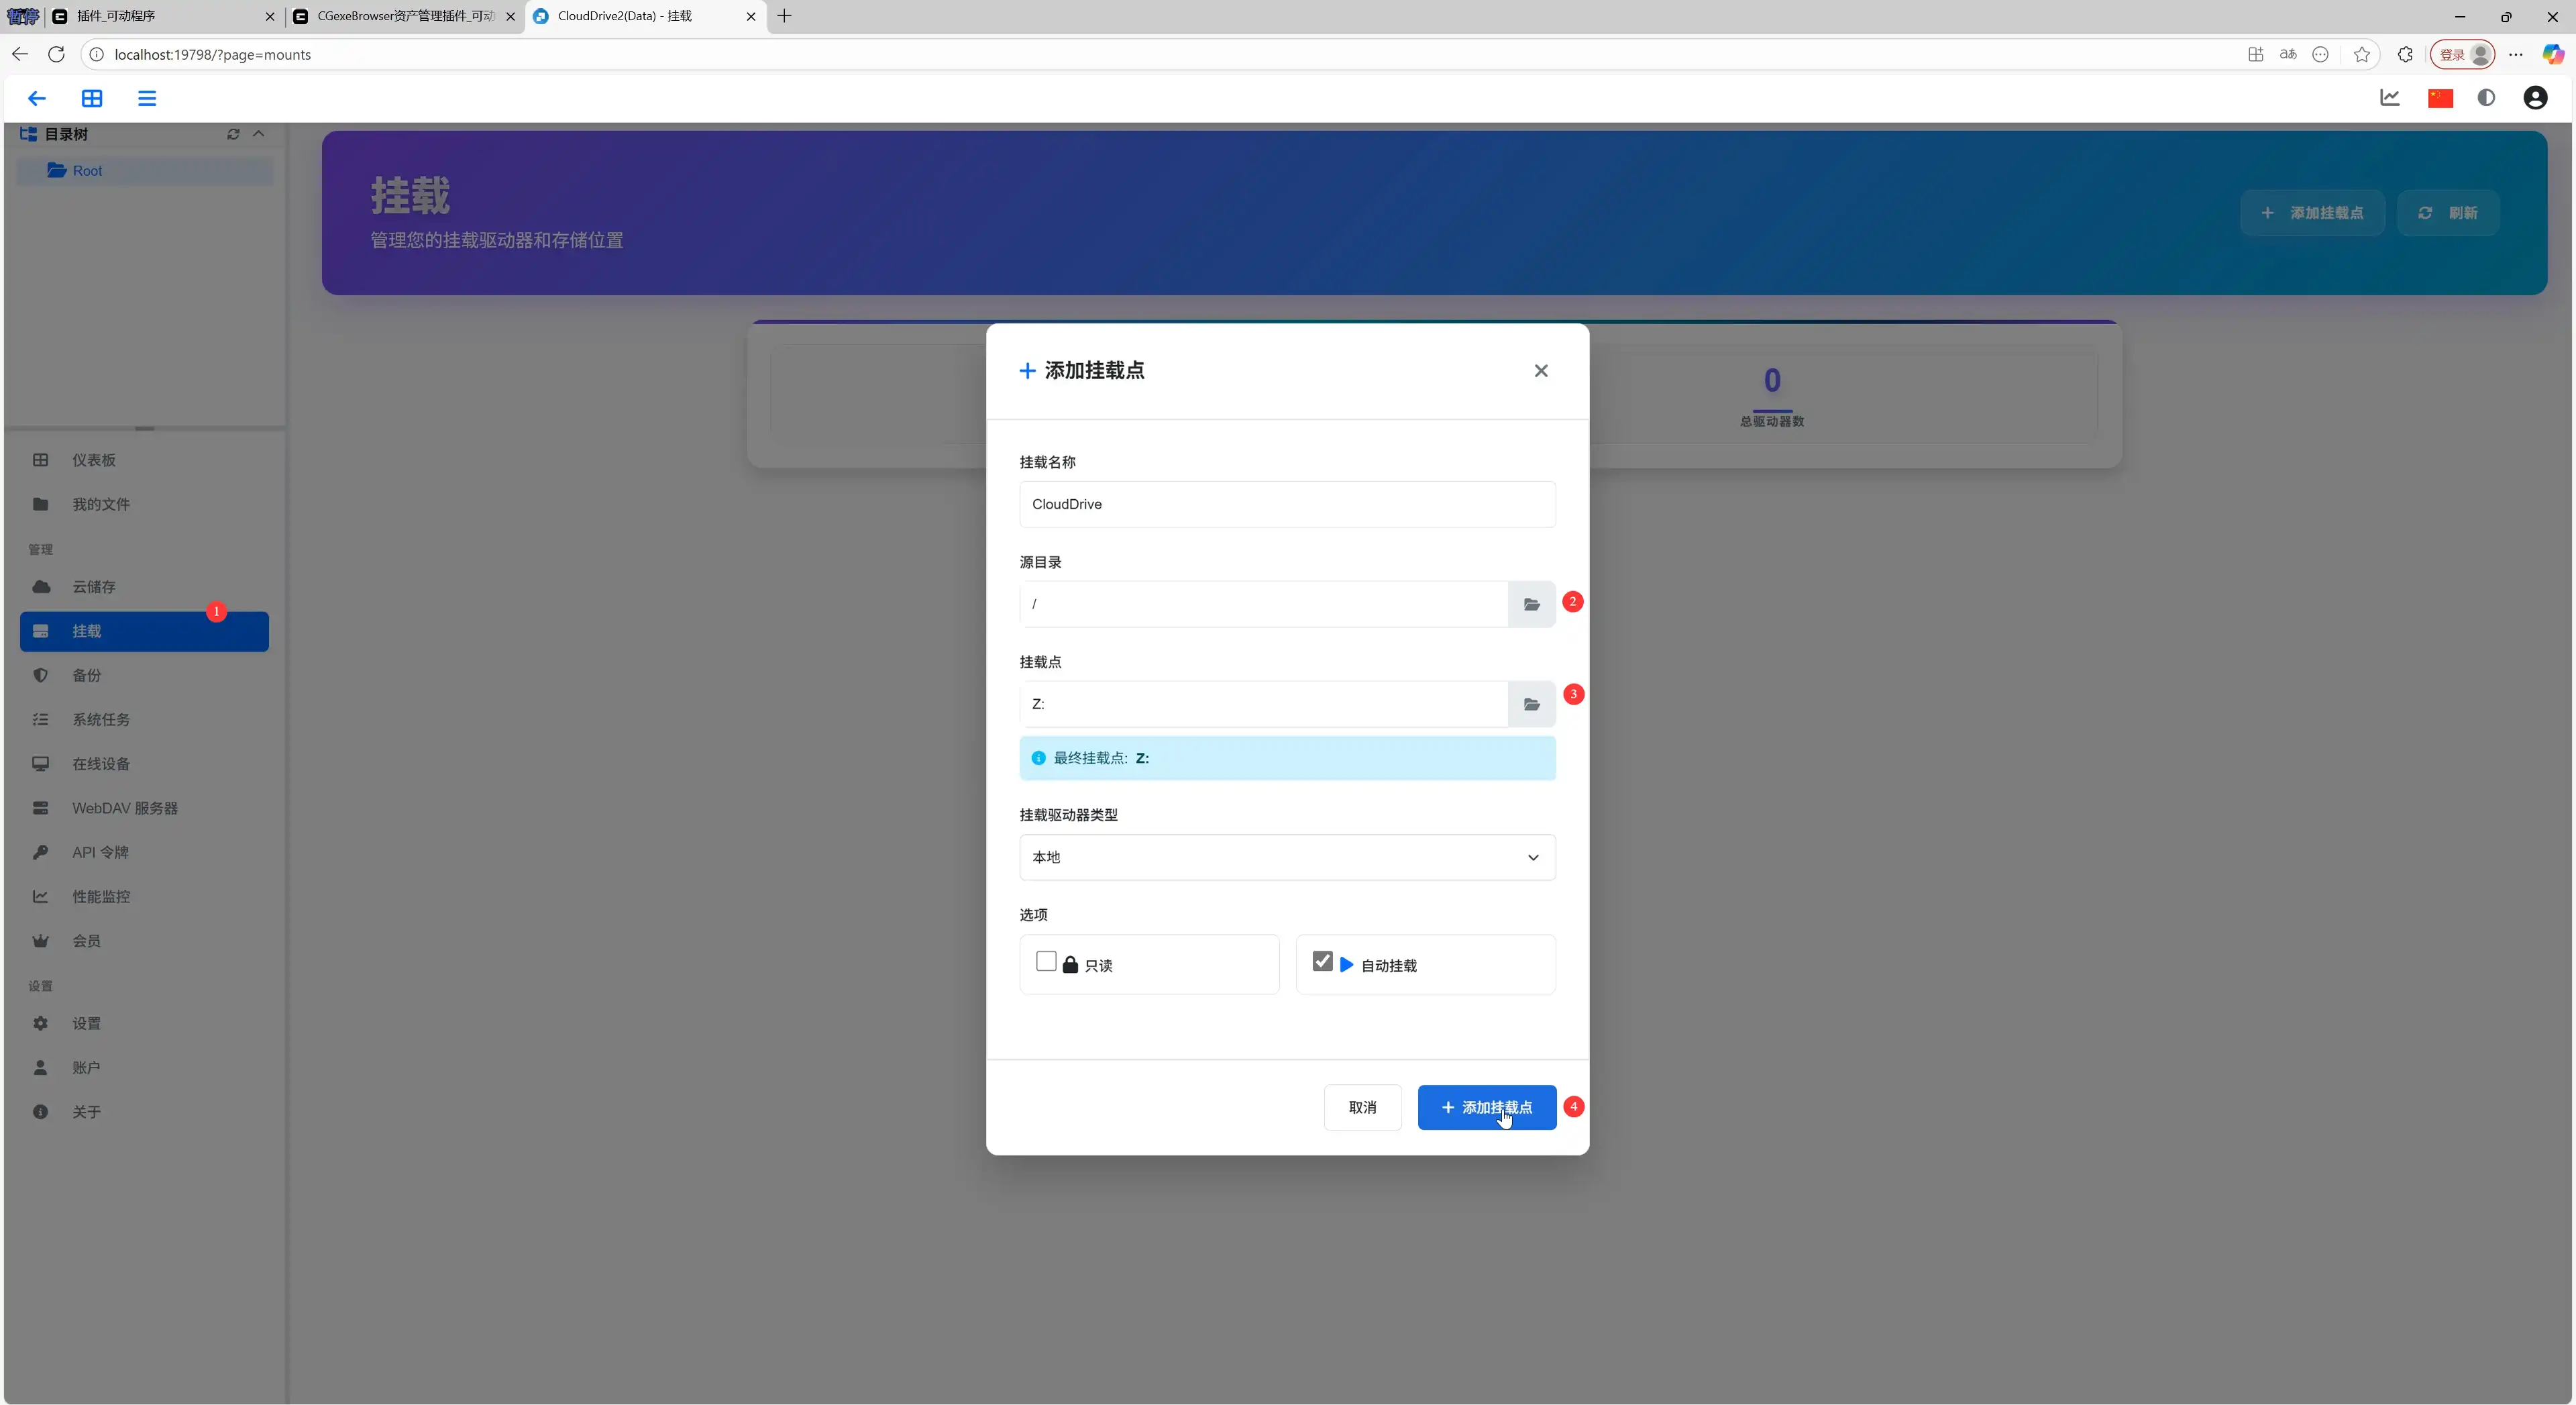 暂停
插件_可动程序
CGexeBrowser资产管理插件_可动
CloudDrive2(Data) - 挂载
localhost:19798/?page=mounts
登录
目录树
Root
挂载
管理您的挂载驱动器和存储位置
添加挂载点
刷新
0
总驱动器数
仪表板
我的文件
管理
云储存
1
挂载
备份
系统任务
在线设备
WebDAV 服务器
API 令牌
性能监控
会员
设置
设置
账户
关于
添加挂载点
挂载名称
CloudDrive
源目录
/
2
挂载点
Z:
3
最终挂载点: Z:
挂载驱动器类型
本地
选项
只读
自动挂载
取消
添加挂载点
4